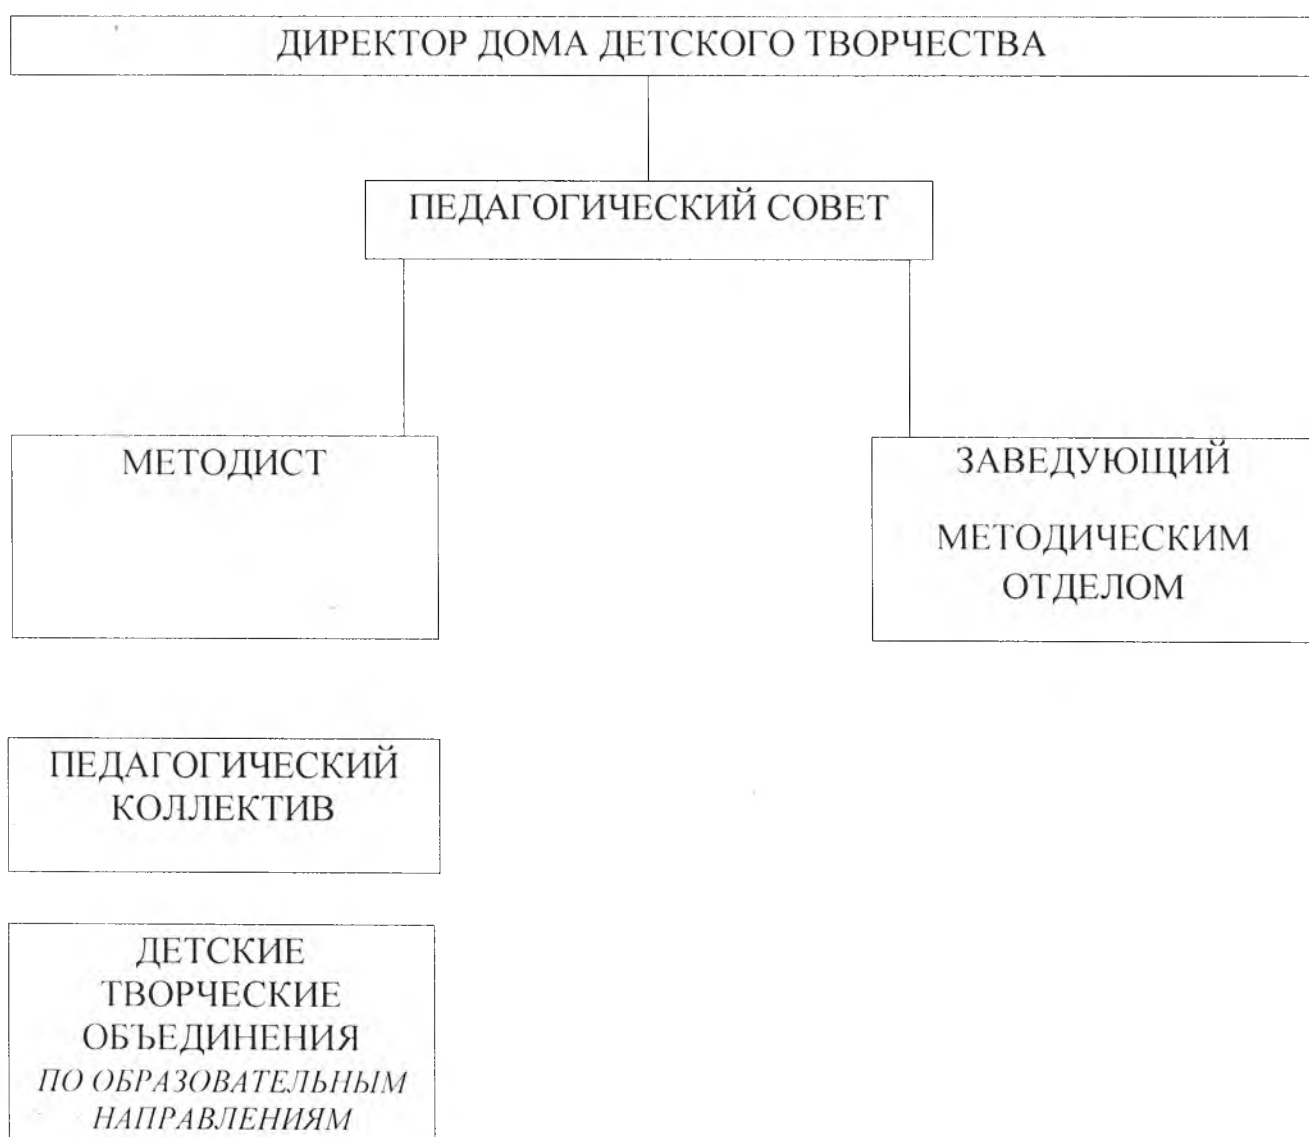 ДИРЕКТОР ДОМА ДЕТСКОГО ТВОРЧЕСТВА
ПЕДАГОГИЧЕСКИЙ СОВЕТ
МЕТОДИСТ
ЗАВЕДУЮЩИЙ
МЕТОДИЧЕСКИМ
ОТДЕЛОМ
ПЕДАГОГИЧЕСКИЙ
КОЛЛЕКТИВ
ДЕТСКИЕ
ТВОРЧЕСКИЕ
ОБЪЕДИНЕНИЯ
ПО ОБРАЗОВАТЕЛЬНЫМ
НАПРАВЛЕНИЯМ